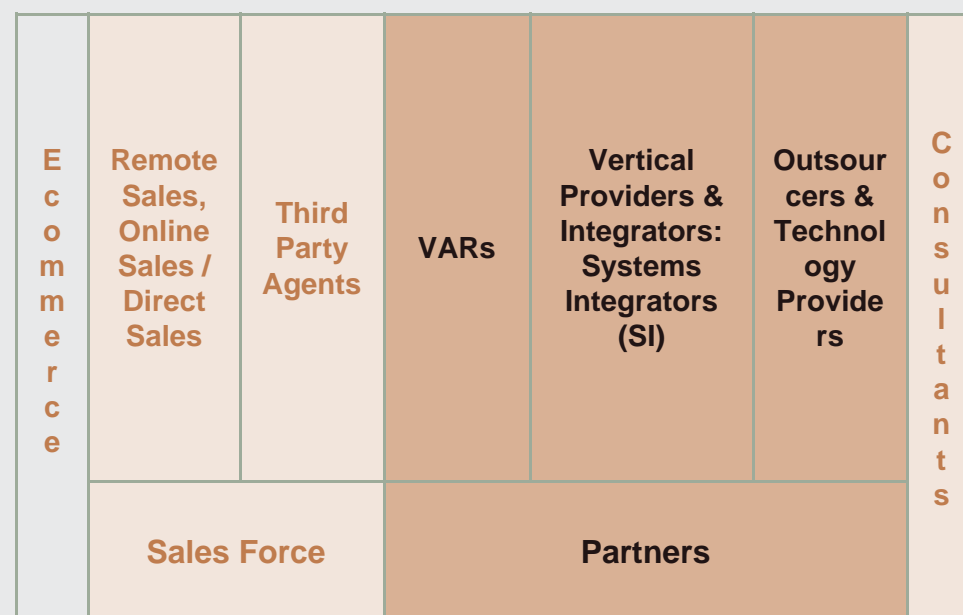 E
c
o
m
m
e
r
c
e
Remote
Sales,
Online
Sales /
Direct
Sales
Third
Party
Agents
VARs
Vertical
Providers &
Integrators:
Systems
Integrators
(SI)
Outsour
cers &
Technol
ogy
Provide
rs
C
o
n
s
u
l
t
a
n
t
s
Sales Force
Partners